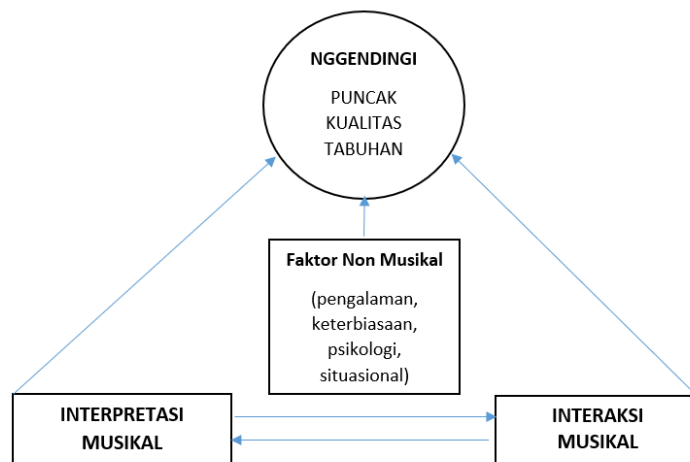 NGGENDINGI
PUNCAK
KUALITAS
TABUHAN
Faktor Non Musikal
(pengalaman,
keterbiasaan,
psikologi,
situasional)
INTERPRETASI
MUSIKAL
INTERAKSI
MUSIKAL